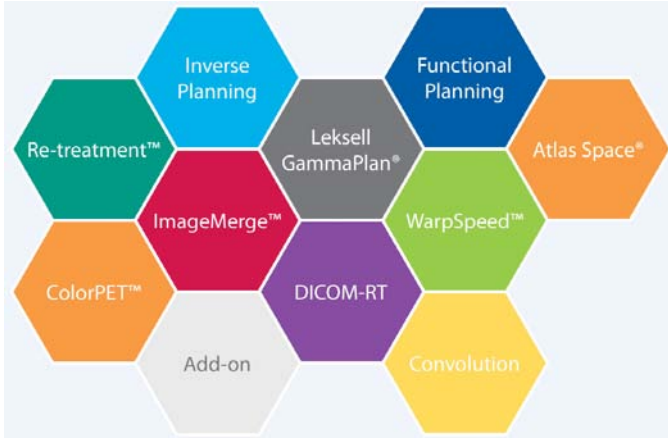 Inverse
Planning
Functional
Planning
Re-treatment™
Leksell
GammaPlan®
Atlas Space®
ImageMerge™
WarpSpeed™
ColorPET™
DICOM-RT
Add-on
Convolution